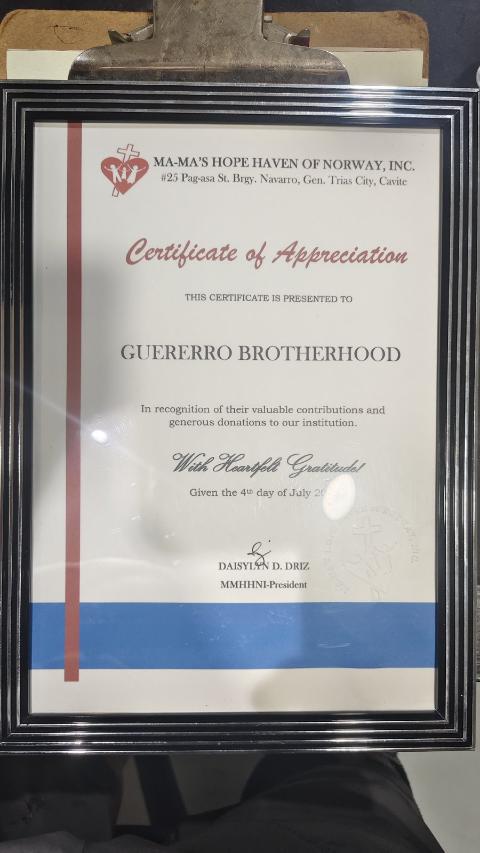 MA-MA'S HOPE HAVEN OF NORWAY, INC.
#25 Pag-asa St. Brgy. Navarro, Gen. Trias City, Cavite
Certificate of Appreciation
THIS CERTIFICATE IS PRESENTED TO
GUERERRO BROTHERHOOD
In recognition of their valuable contributions and
generous donations to our institution.
With Heartfelt Gratitude!
Given the 4th day of July
DAISYLYN D. DRIZ
MMHHNI-President